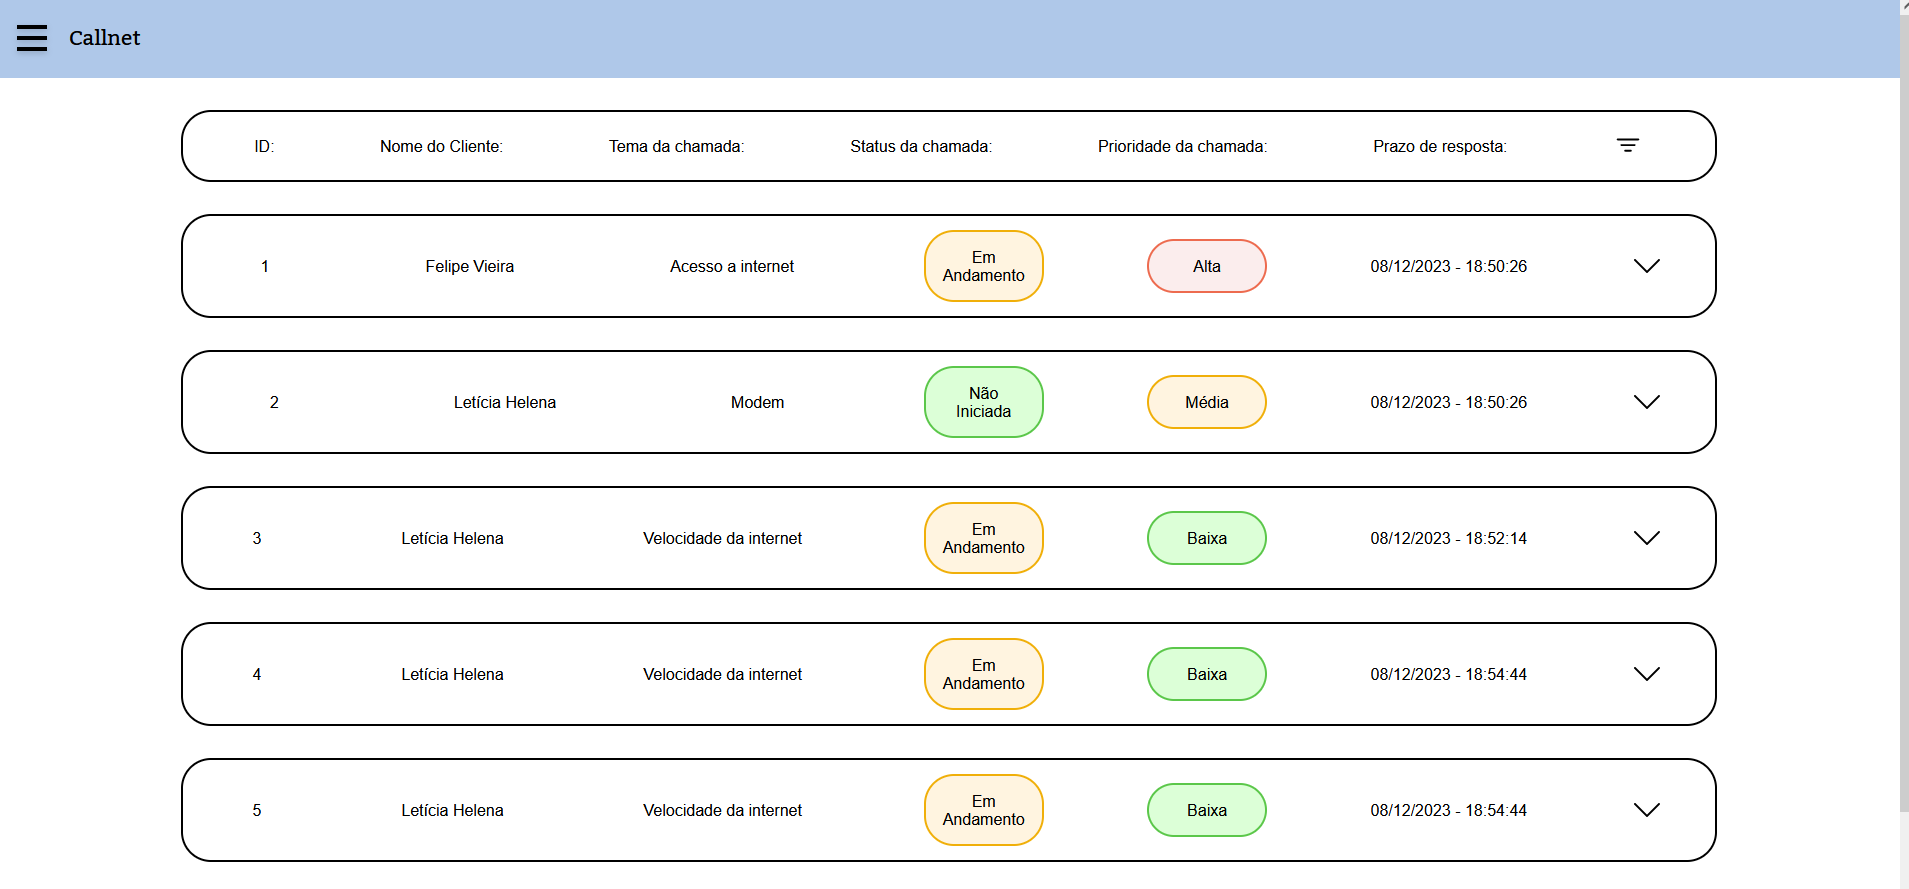 Callnet
ID: Nome do Cliente: Tema da chamada: Status da chamada: Prioridade da chamada: Prazo de resposta:
1 Felipe Vieira Acesso a internet Em Andamento Alta 08/12/2023 - 18:50:26
2 Letícia Helena Modem Não Iniciada Média 08/12/2023 - 18:50:26
3 Letícia Helena Velocidade da internet Em Andamento Baixa 08/12/2023 - 18:52:14
4 Letícia Helena Velocidade da internet Em Andamento Baixa 08/12/2023 - 18:54:44
5 Letícia Helena Velocidade da internet Em Andamento Baixa 08/12/2023 - 18:54:44